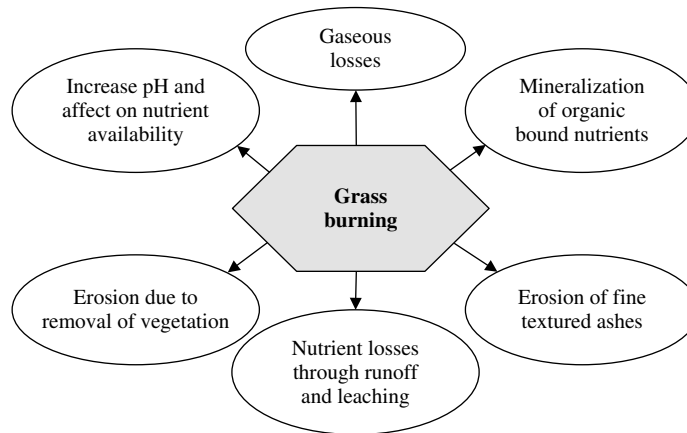 Gaseous
losses
Increase pH and
affect on nutrient
availability
Mineralization
of organic
bound nutrients
Grass
burning
Erosion due to
removal of vegetation
Erosion of fine
textured ashes
Nutrient losses
through runoff
and leaching